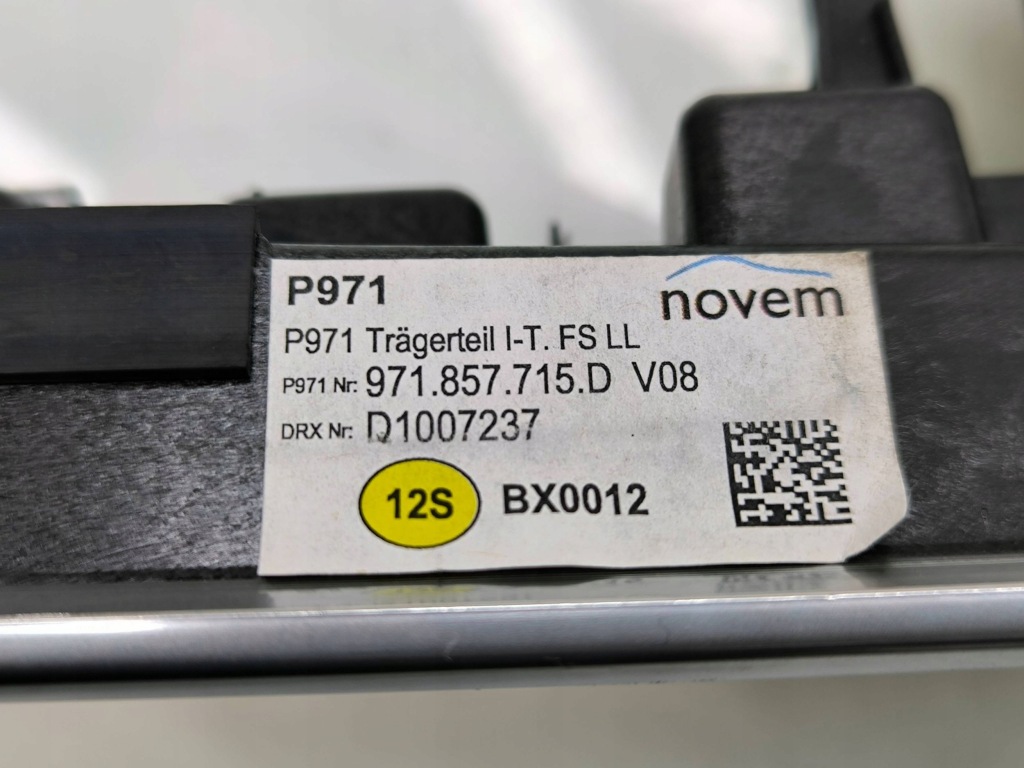 P971
novem
P971 Trägerteil I-T. FS LL
P971 Nr: 971.857.715.D V08
DRX Nr: D1007237
12S BX0012